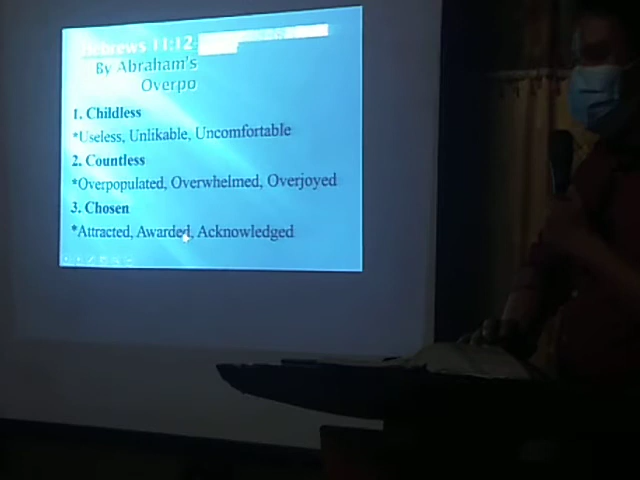 Hebrews 11:12
By Abraham's
Overpo
1. Childless
*Useless, Unlikable, Uncomfortable
2. Countless
*Overpopulated, Overwhelmed, Overjoyed
3. Chosen
*Attracted, Awarded, Acknowledged